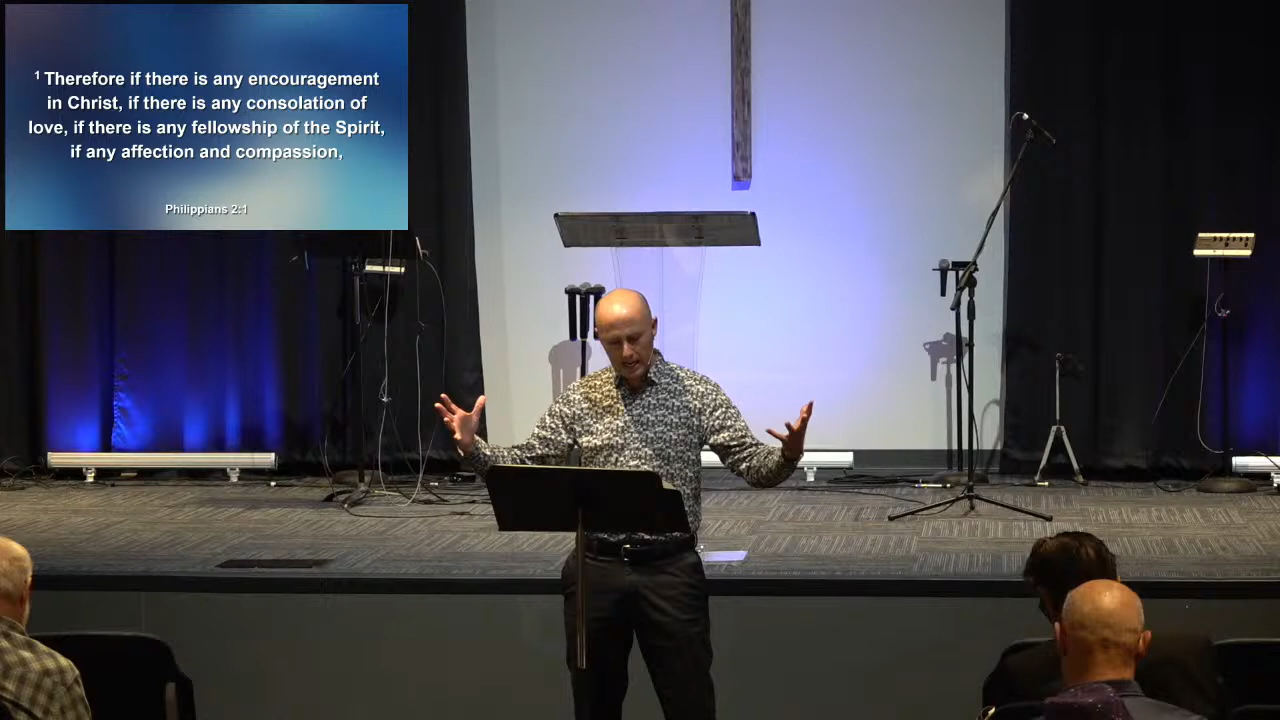 1 Therefore if there is any encouragement
in Christ, if there is any consolation of
love, if there is any fellowship of the Spirit,
if any affection and compassion,
Philippians 2:1